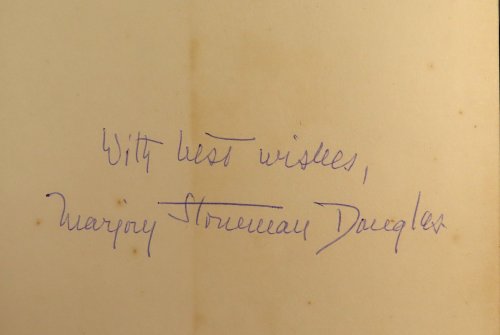 With best wishes,
Marjory Stoneman Douglas